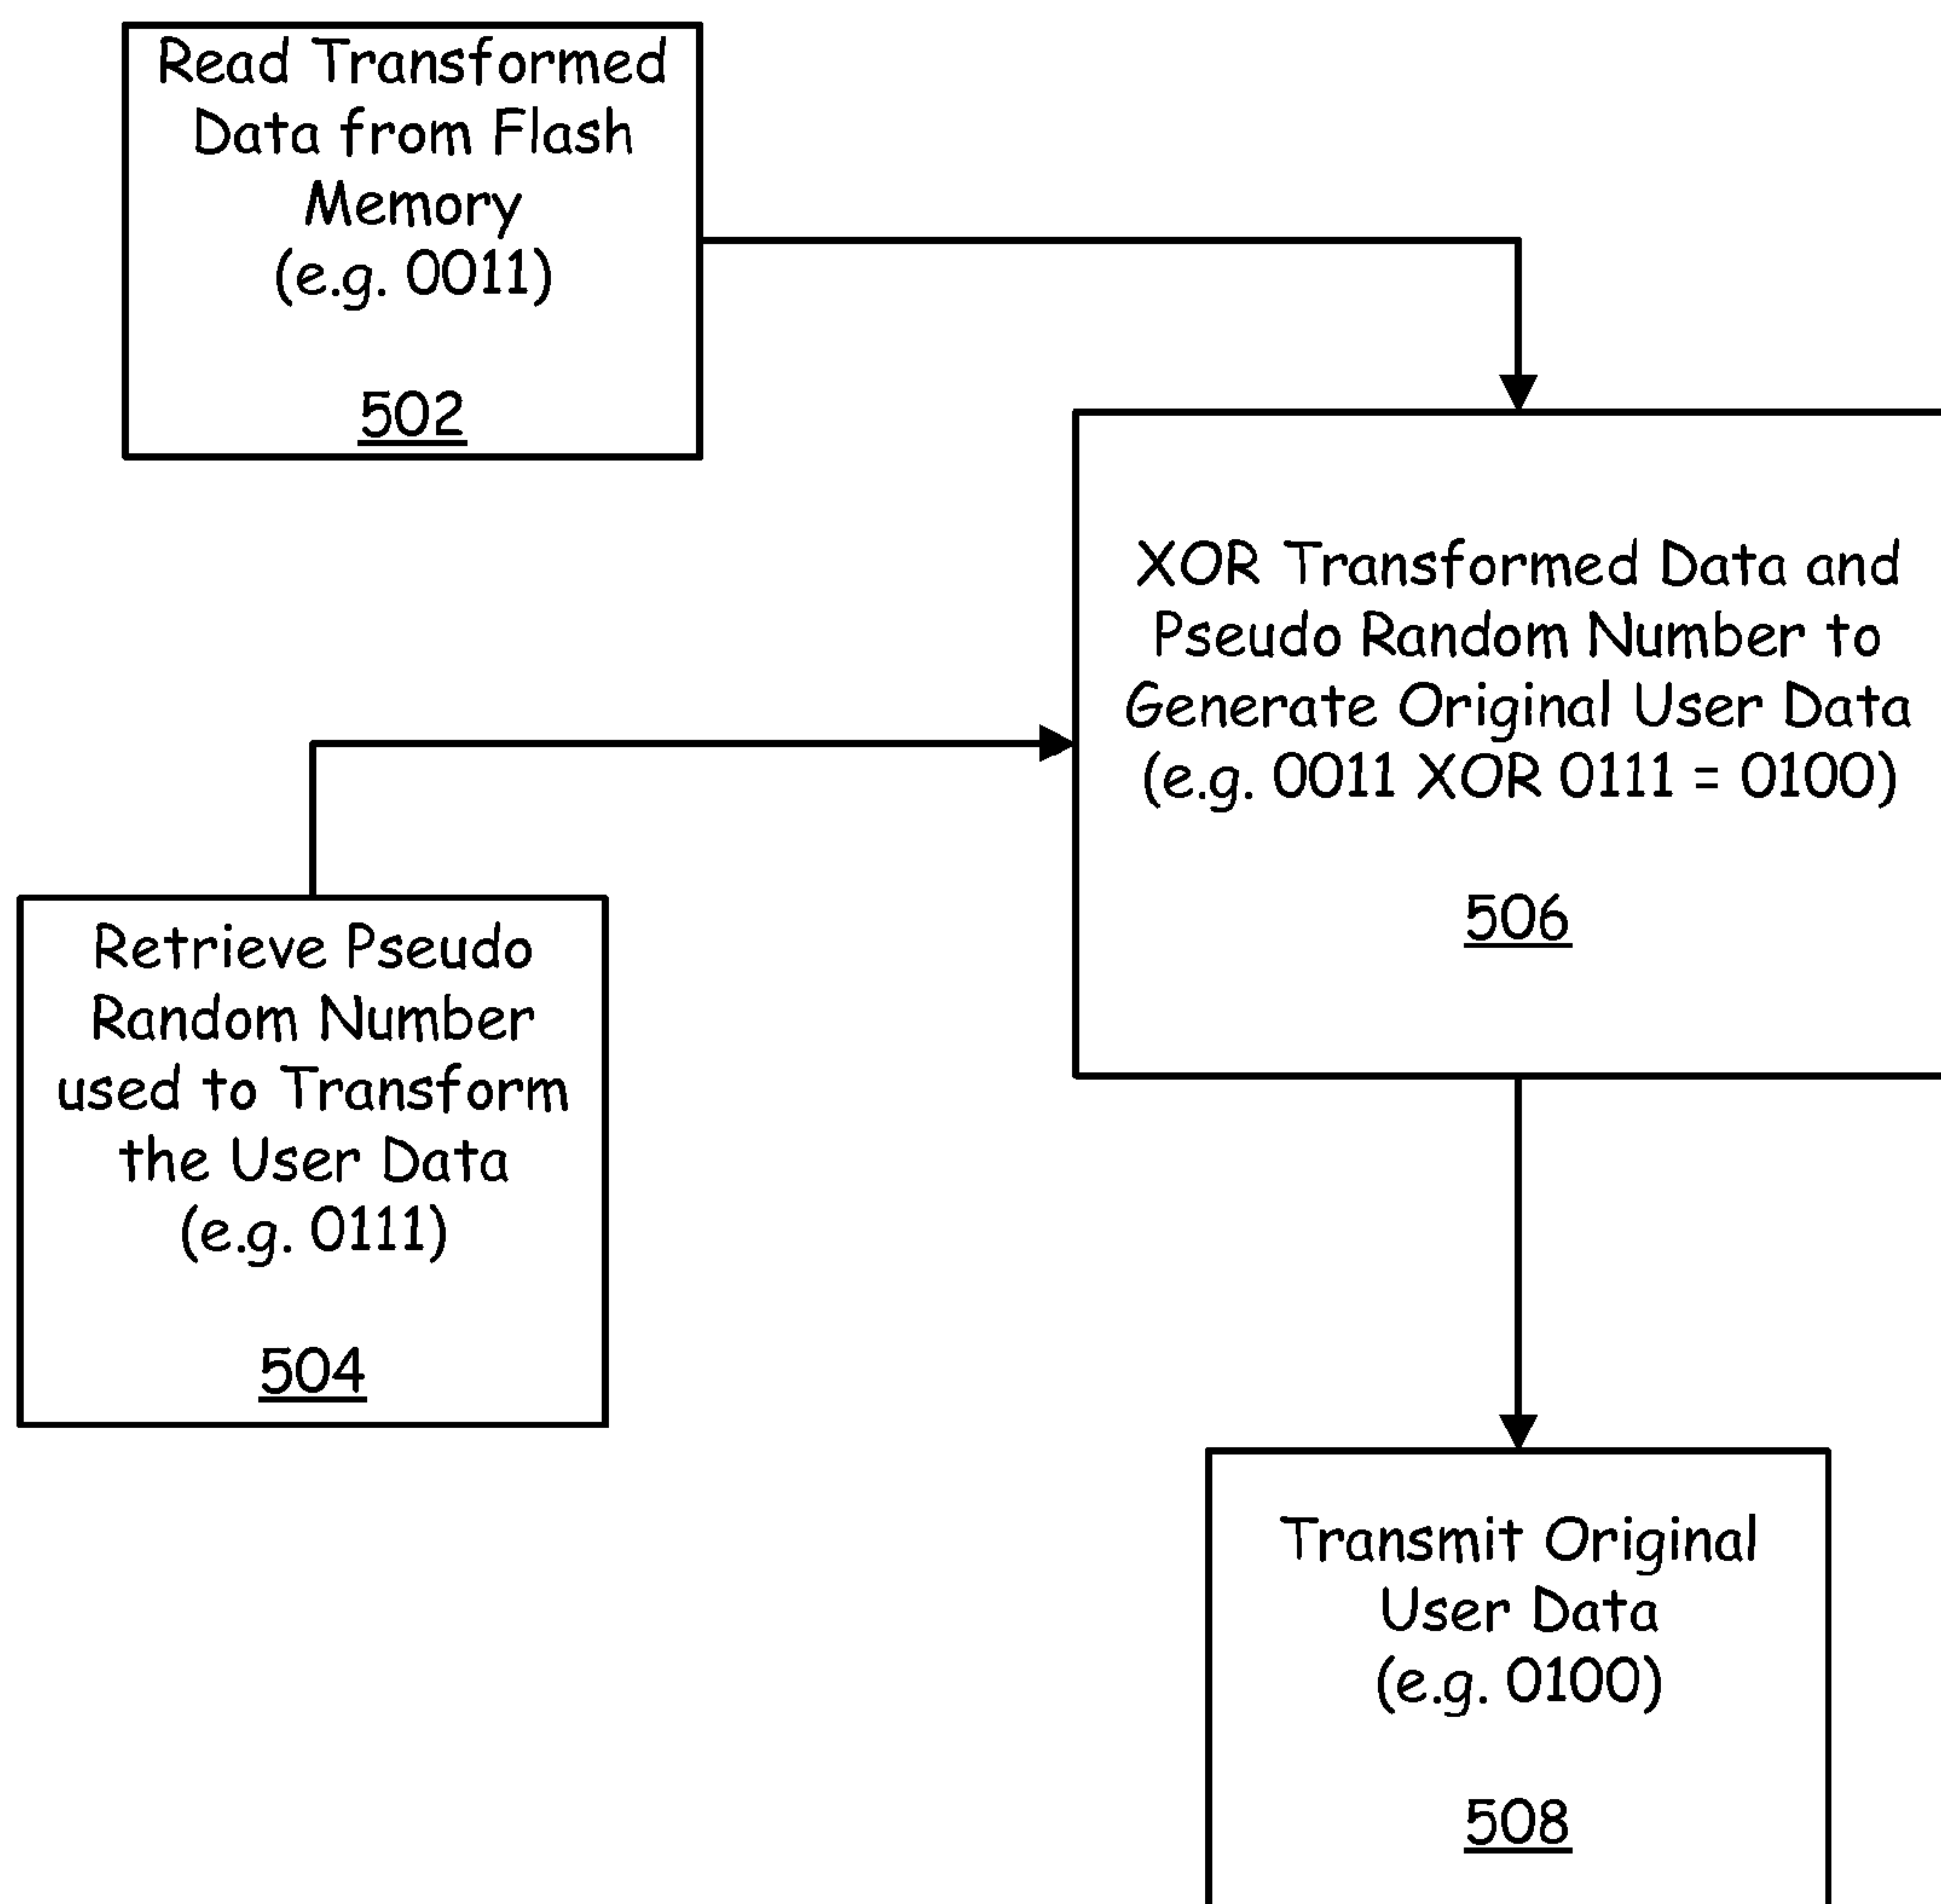 Read Transformed
Data from Flash
Memory
(e.g. 0011)
502
XOR Transformed Data and
Pseudo Random Number to
Generate Original User Data
(e.g. 0011 XOR 0111 = 0100)
506
Retrieve Pseudo
Random Number
used to Transform
the User Data
(e.g. 0111)
504
Transmit Original
User Data
(e.g. 0100)
508